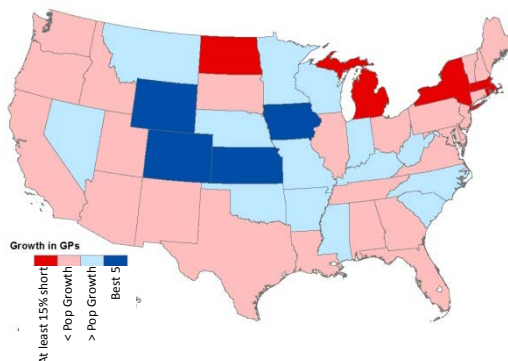 Growth in GPs
At least 15% short
< Pop Growth
> Pop Growth
Best 5